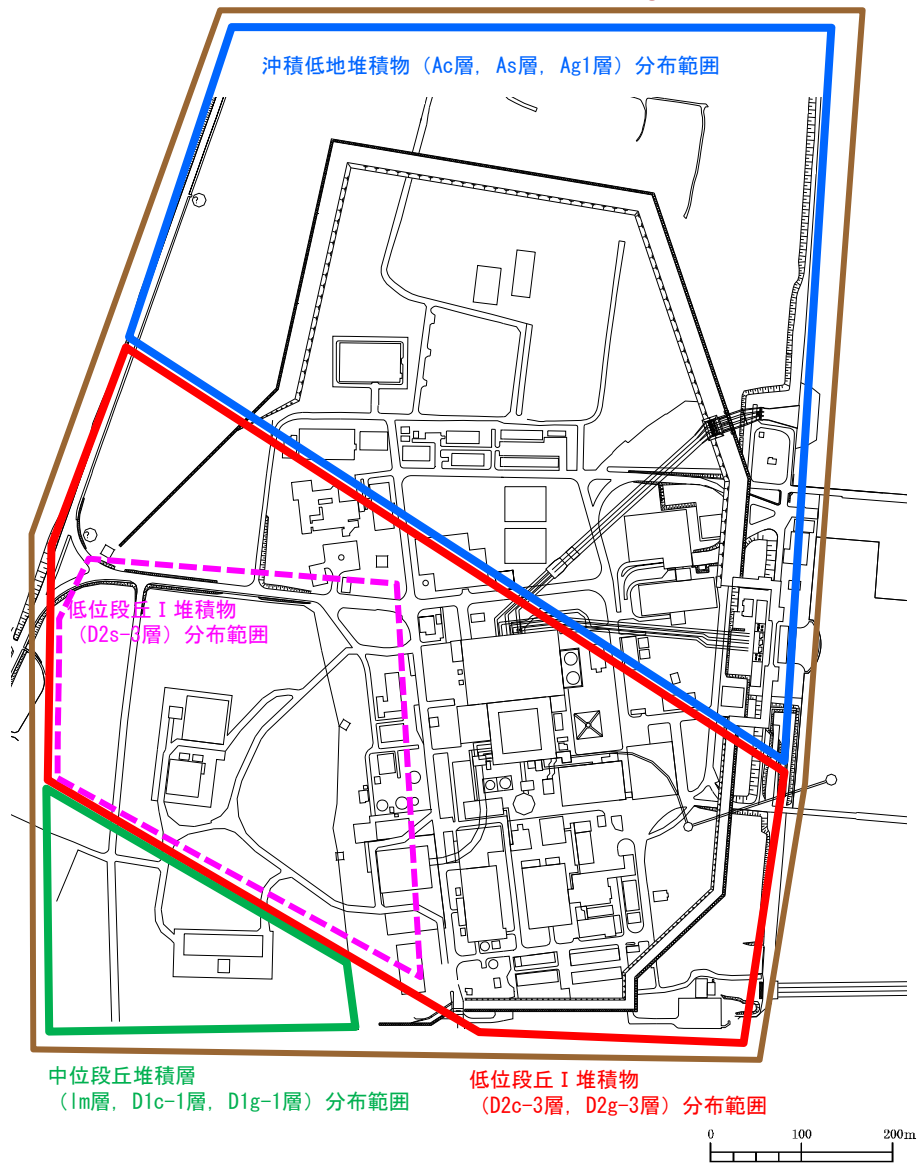 沖積低地堆積物（Ac層，As層，Ag1層）分布範囲
低位段丘Ⅰ堆積物
（D2s-3層）分布範囲
中位段丘堆積層
（lm層，D1c-1層，D1g-1層）分布範囲
低位段丘Ⅰ堆積物
（D2c-3層，D2g-3層）分布範囲
0 100 200m